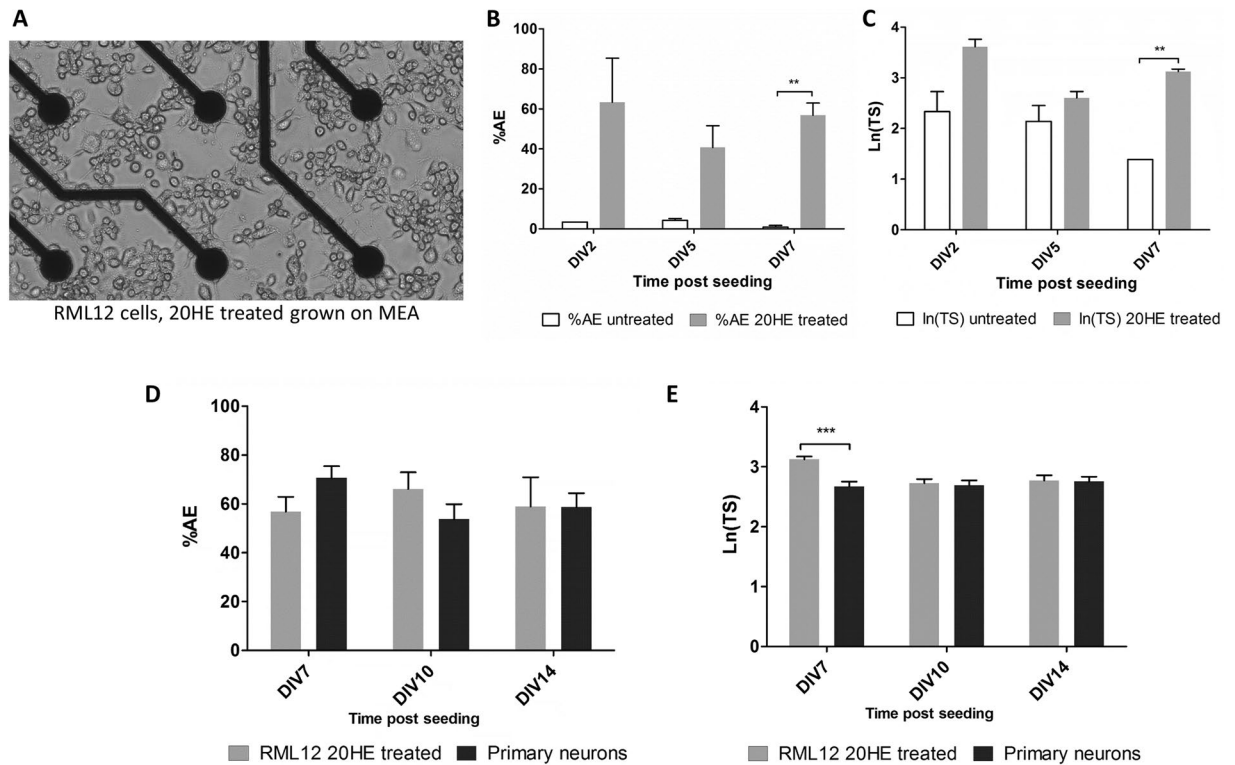 A
RML12 cells, 20HE treated grown on MEA
B
100
80
60
40
20
0
%AE
**
DIV2
DIV5
DIV7
Time post seeding
%AE untreated
%AE 20HE treated
C
4
3
2
1
0
Ln(TS)
**
DIV2
DIV5
DIV7
Time post seeding
ln(TS) untreated
ln(TS) 20HE treated
D
100
80
60
40
20
0
%AE
DIV7
DIV10
DIV14
Time post seeding
RML12 20HE treated
Primary neurons
E
4
3
2
1
0
Ln(TS)
***
DIV7
DIV10
DIV14
Time post seeding
RML12 20HE treated
Primary neurons